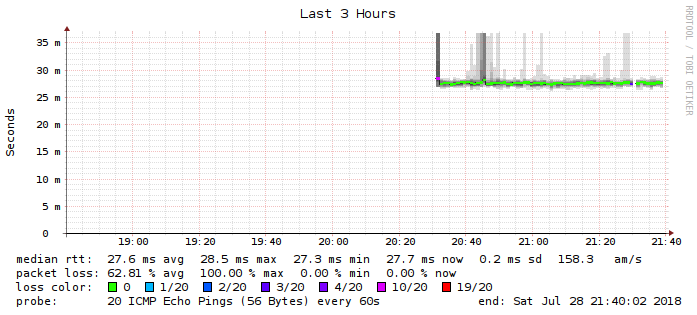 Last 3 Hours
RRDTOOL / TOBI OETIKER
Seconds
35 m
30 m
25 m
20 m
15 m
10 m
5 m
0
19:00 19:20 19:40 20:00 20:20 20:40 20:50 21:00 21:20 21:40
median rtt: 27.6 ms avg 28.5 ms max 27.3 ms min 27.7 ms now 0.2 ms sd 158.3 am/s
packet loss: 62.81 % avg 100.00 % max 0.00 % min 0.00 % now
loss color: 0 1/20 2/20 3/20 4/20 10/20 19/20
probe: 20 ICMP Echo Pings (56 Bytes) every 60s end: Sat Jul 28 21:40:02 2018